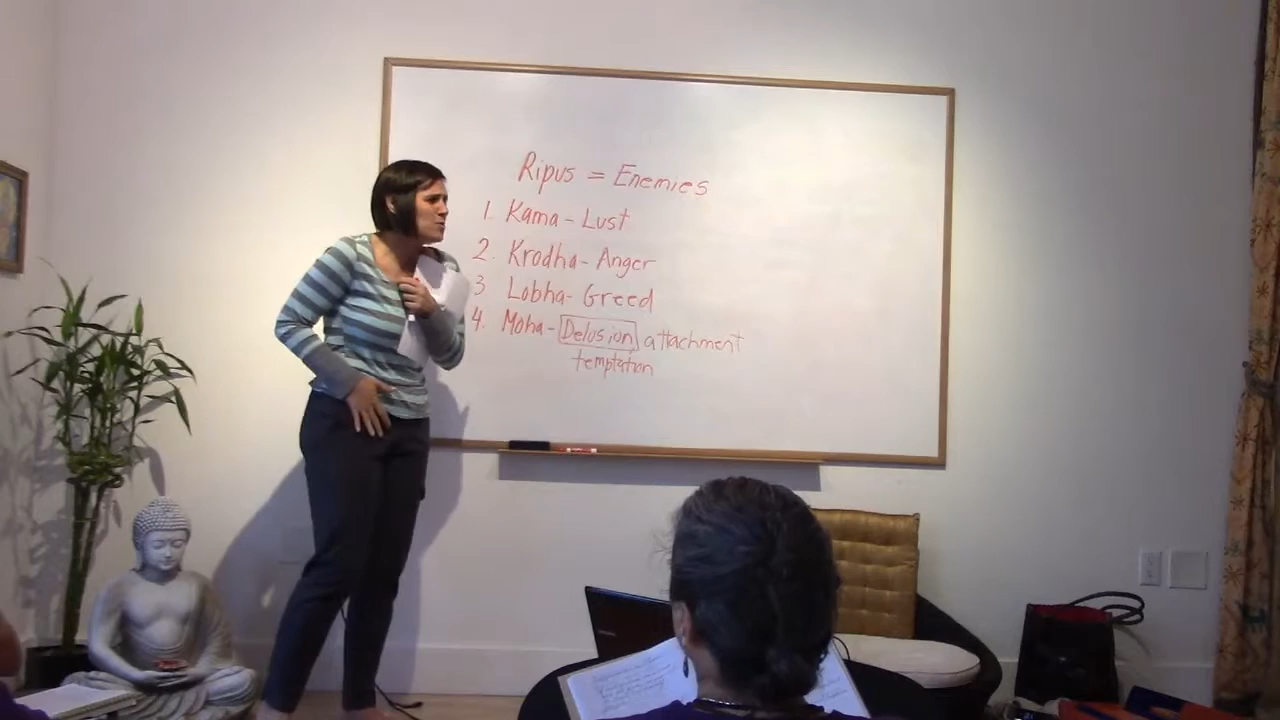 Ripus = Enemies
1. Kama - Lust
2. Krodha - Anger
3 Lobha - Greed
4. Moha - Delusion attachment
temptation